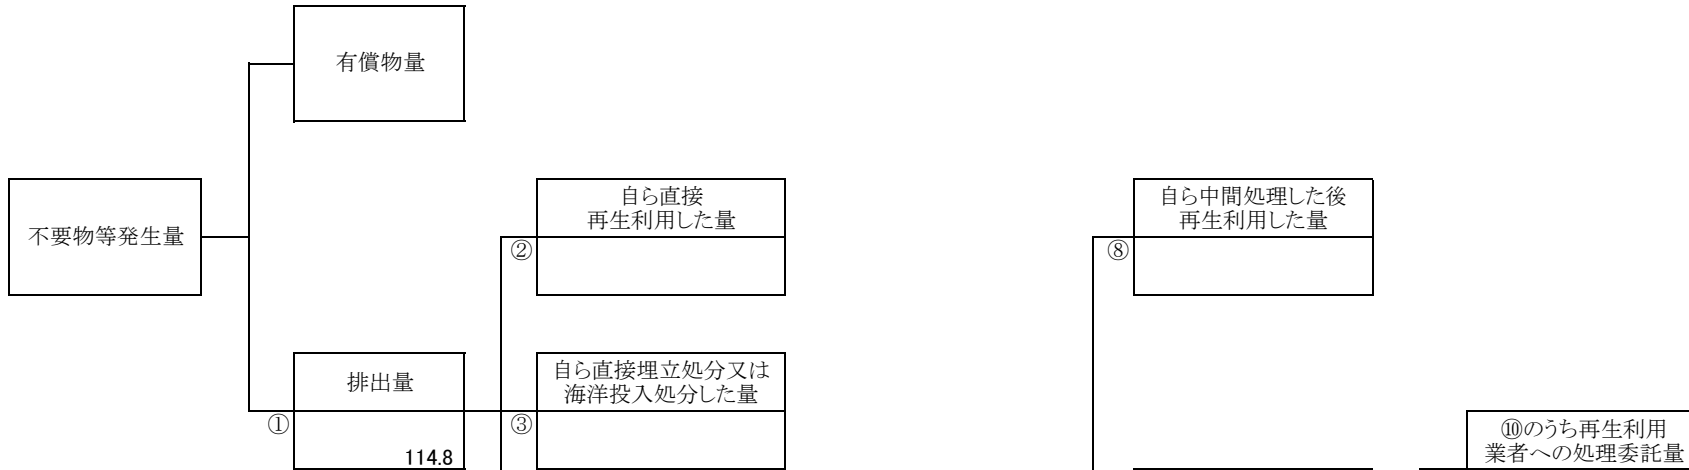 有償物量
不要物等発生量
自ら直接
再生利用した量
②
自ら中間処理した後
再生利用した量
⑧
排出量
①
114.8
自ら直接埋立処分又は
海洋投入処分した量
③
⑩のうち再生利用
業者への処理委託量